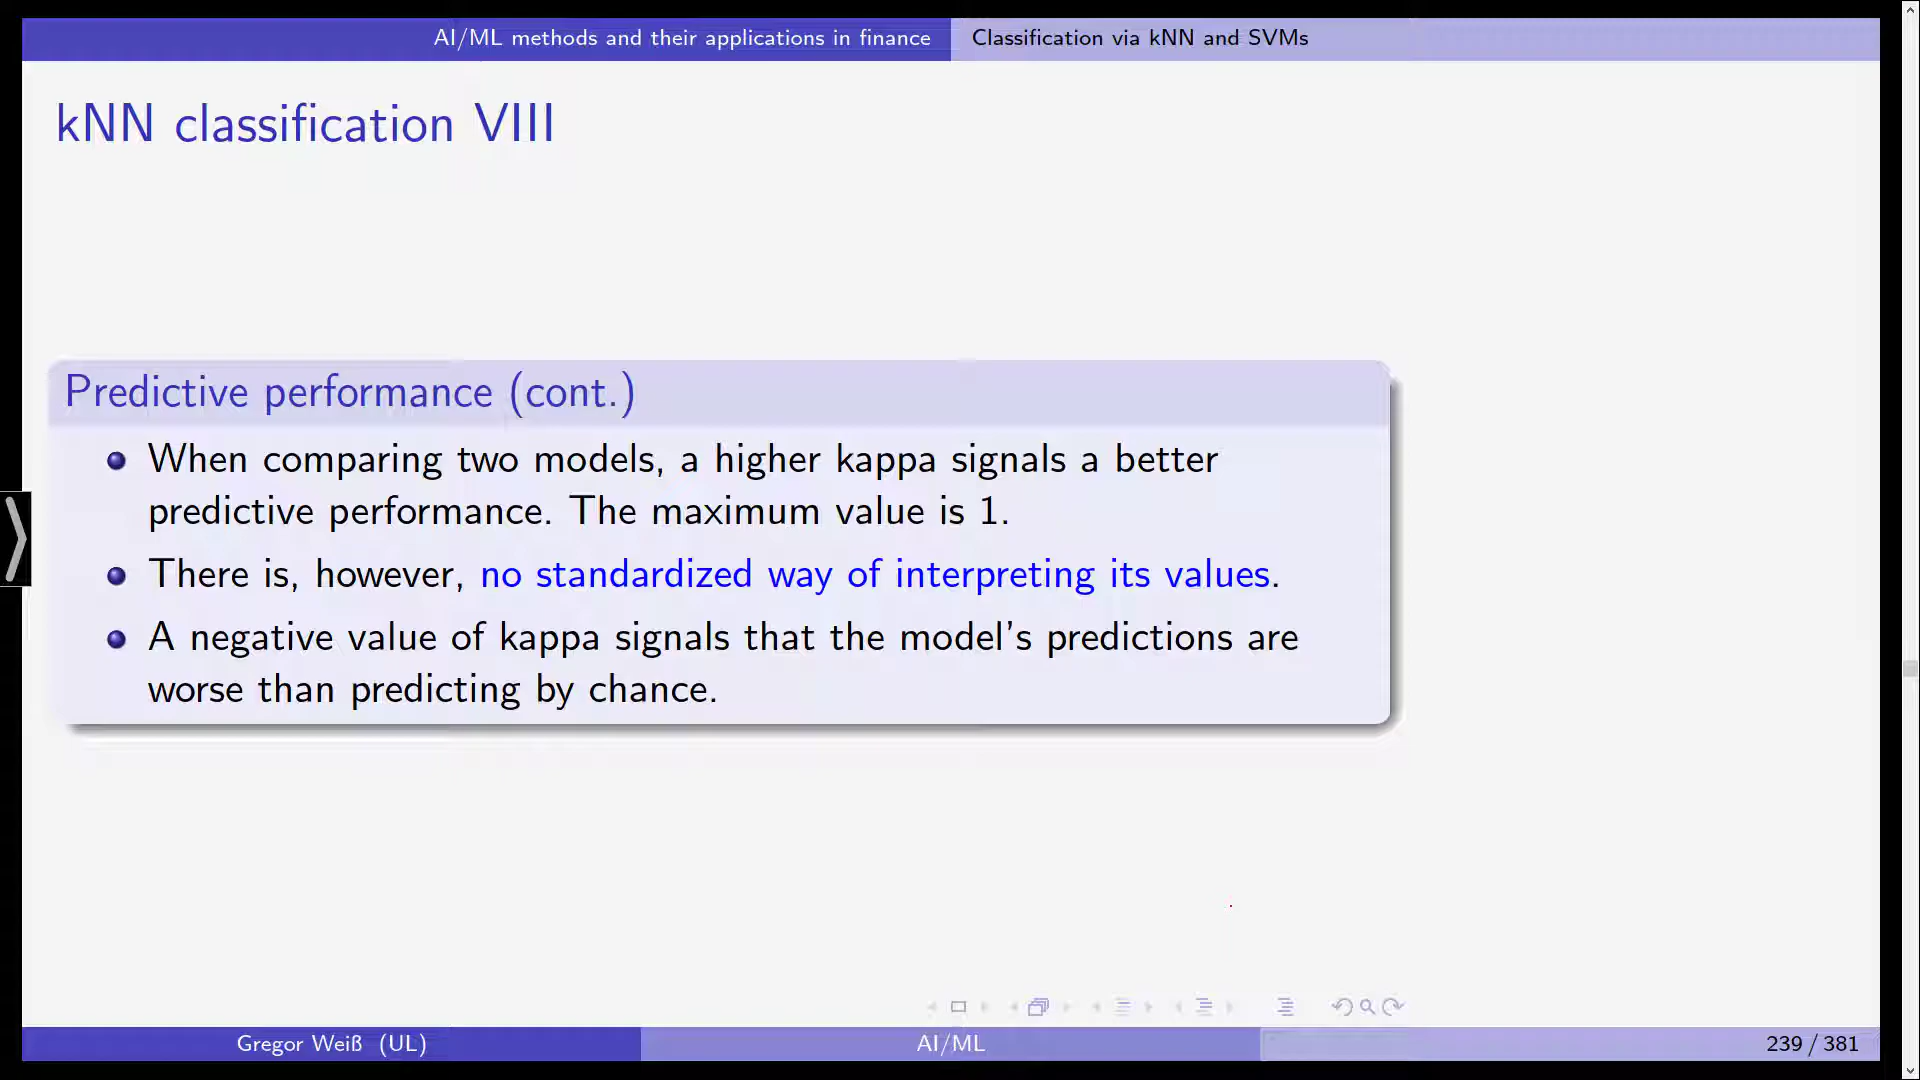 AI/ML methods and their applications in finance
Classification via kNN and SVMs
kNN classification VIII
Predictive performance (cont.)
When comparing two models, a higher kappa signals a better
predictive performance. The maximum value is 1.
There is, however, no standardized way of interpreting its values.
A negative value of kappa signals that the model's predictions are
worse than predicting by chance.
Gregor Weiß (UL)
AI/ML
239 / 381